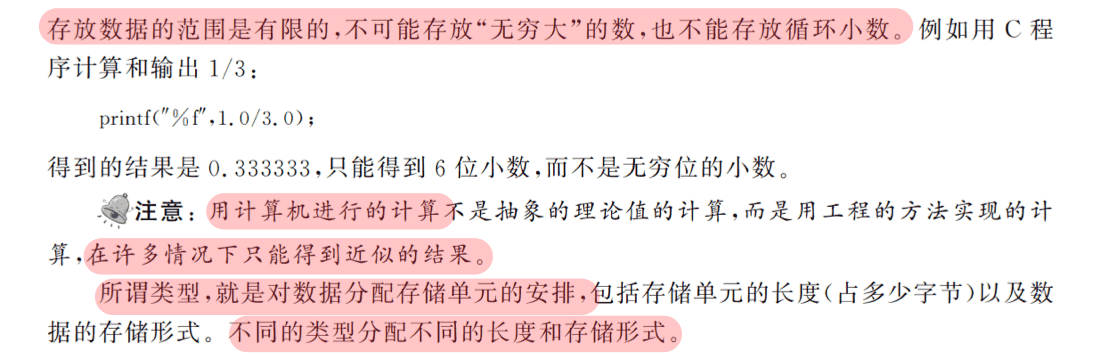 存放数据的范围是有限的,不可能存放“无穷大”的数,也不能存放循环小数。例如用 C 程
序计算和输出 1/3:
printf("%f",1.0/3.0);
得到的结果是 0.333333,只能得到 6 位小数,而不是无穷位的小数。
注意:用计算机进行的计算不是抽象的理论值的计算,而是用工程的方法实现的计
算,在许多情况下只能得到近似的结果。
所谓类型,就是对数据分配存储单元的安排,包括存储单元的长度(占多少字节)以及数
据的存储形式。不同的类型分配不同的长度和存储形式。